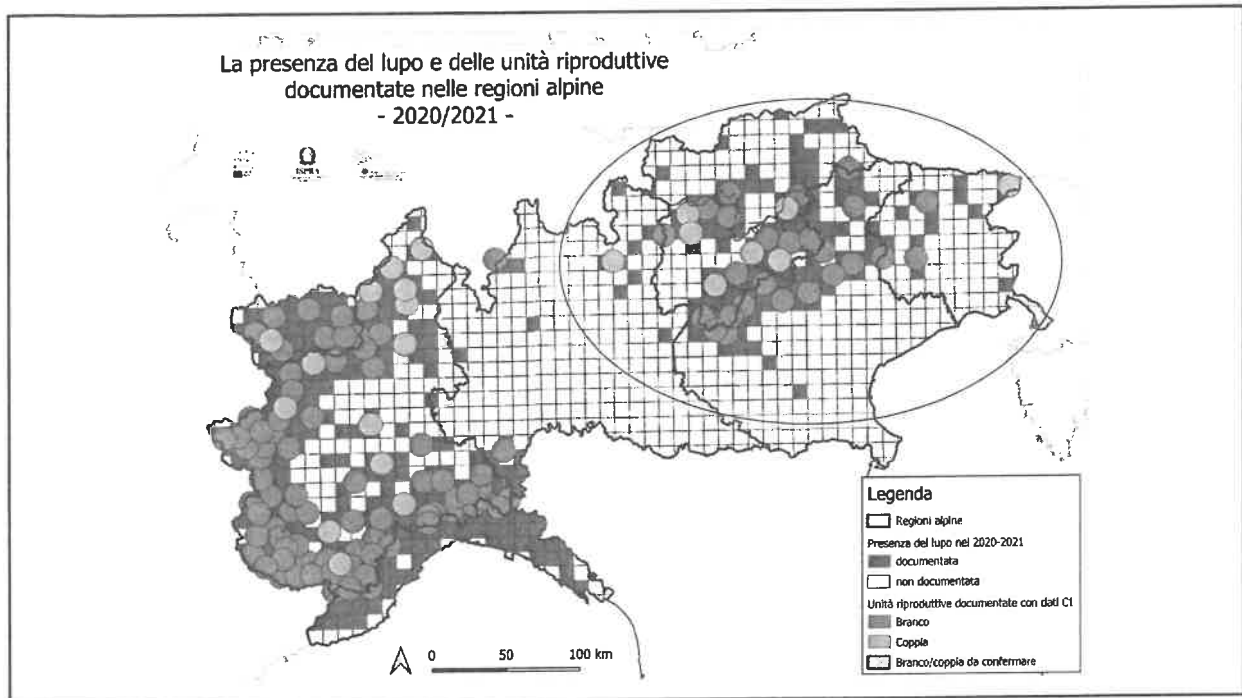 La presenza del lupo e delle unità riproduttive
documentate nelle regioni alpine
- 2020/2021 -
ISPRA
Legenda
Regioni alpine
Presenza del lupo nel 2020-2021
documentata
non documentata
Unità riproduttive documentate con dati C1
Branco
Coppia
Branco/coppia da confermare
0 50 100 km